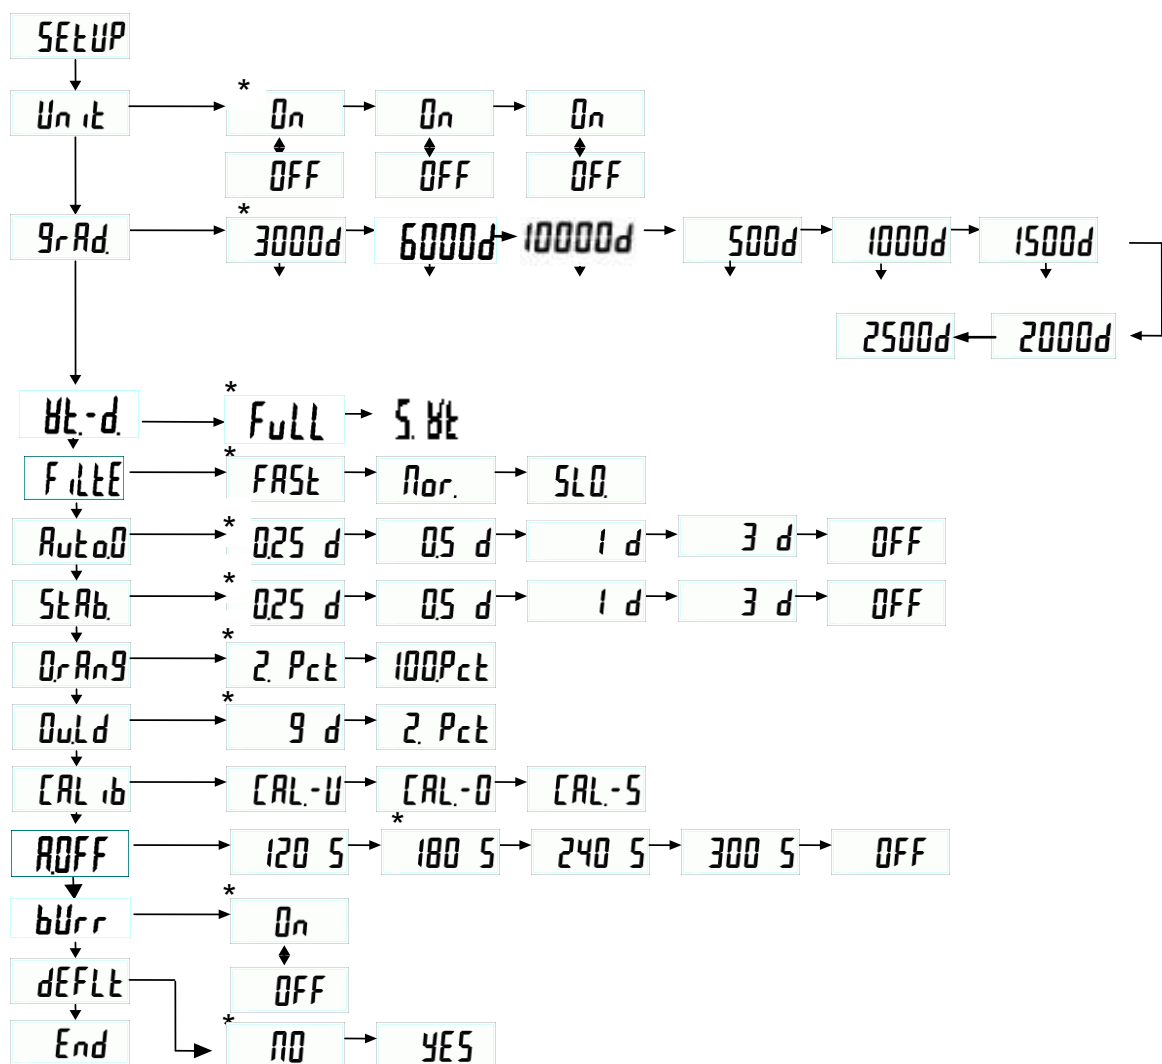 SEtUP
*
Unit On On On
OFF OFF OFF
*
grAd. 3000d 6000d 10000d 500d 1000d 1500d
2500d 2000d
*
Wt.-d. FuLL S. Wt
*
FiLtE FASt Nor. SLO.
*
Auto.0 0.25 d 0.5 d 1 d 3 d OFF
*
StAb. 0.25 d 0.5 d 1 d 3 d OFF
*
0.rAng 2. Pct 100.Pct
*
Ou.Ld 9 d 2. Pct
CALib CAL.-U CAL.-0 CAL.-S
*
A.OFF 120 S 180 S 240 S 300 S OFF
*
bUrr On
dEFLt OFF
*
End NO YES